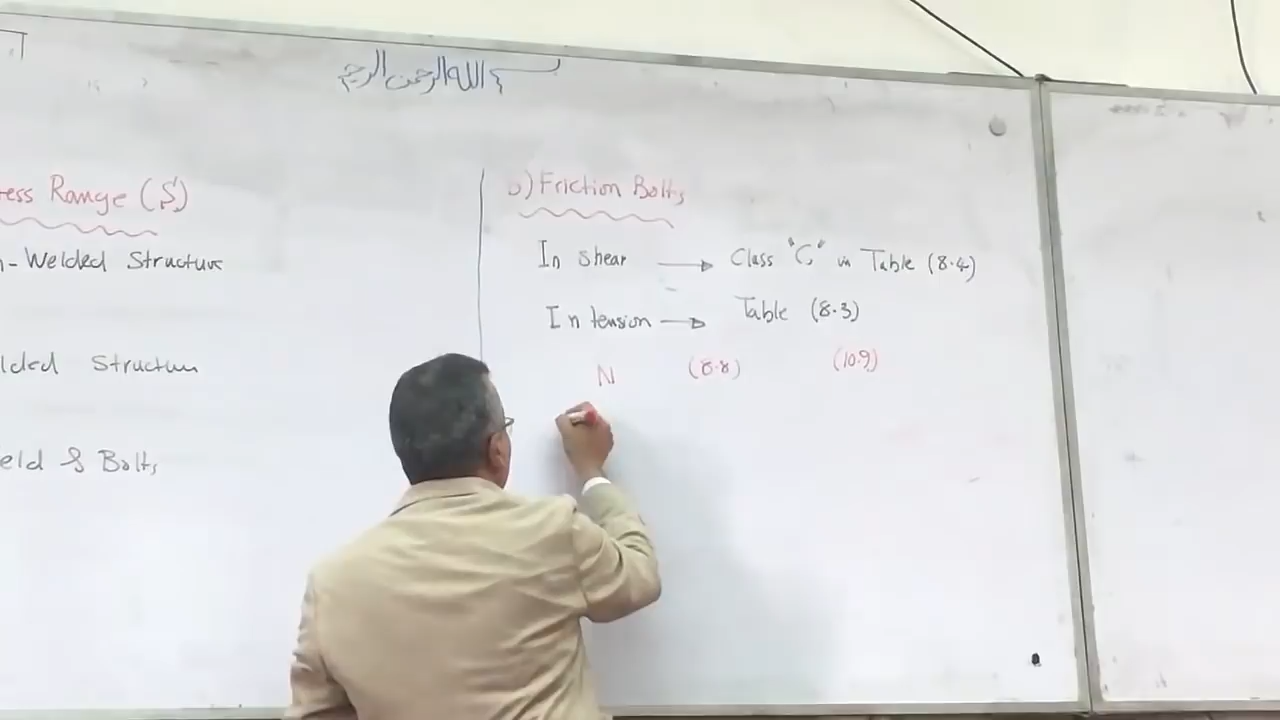 بسم الله الرحمن الرحيم
ess Range (S)
n-Welded Structure
lded Structure
eld & Bolts
b) Friction Bolts
In shear → Class "C" in Table (8.4)
In tension → Table (8.3)
N (8.8) (10.9)